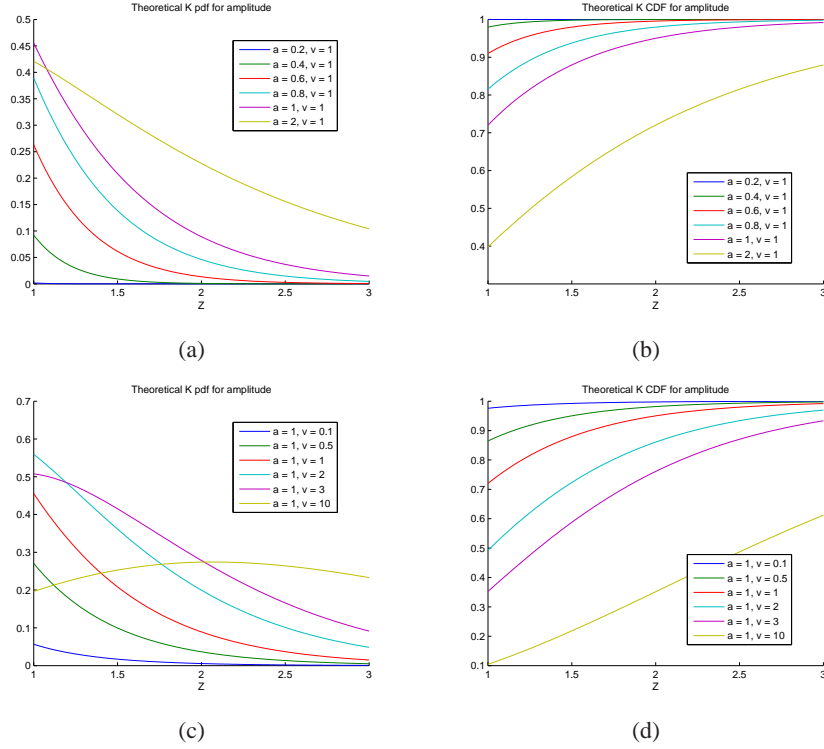 Theoretical K pdf for amplitude
0.5
0.45
0.4
0.35
0.3
0.25
0.2
0.15
0.1
0.05
0
a = 0.2, v = 1
a = 0.4, v = 1
a = 0.6, v = 1
a = 0.8, v = 1
a = 1, v = 1
a = 2, v = 1
1 1.5 2 2.5 3
Z
(a)
Theoretical K CDF for amplitude
1
0.9
0.8
0.7
0.6
0.5
0.4
a = 0.2, v = 1
a = 0.4, v = 1
a = 0.6, v = 1
a = 0.8, v = 1
a = 1, v = 1
a = 2, v = 1
1 1.5 2 2.5 3
Z
(b)
Theoretical K pdf for amplitude
0.7
0.6
0.5
0.4
0.3
0.2
0.1
0
a = 1, v = 0.1
a = 1, v = 0.5
a = 1, v = 1
a = 1, v = 2
a = 1, v = 3
a = 1, v = 10
1 1.5 2 2.5 3
Z
(c)
Theoretical K CDF for amplitude
1
0.9
0.8
0.7
0.6
0.5
0.4
0.3
0.2
0.1
a = 1, v = 0.1
a = 1, v = 0.5
a = 1, v = 1
a = 1, v = 2
a = 1, v = 3
a = 1, v = 10
1 1.5 2 2.5 3
Z
(d)